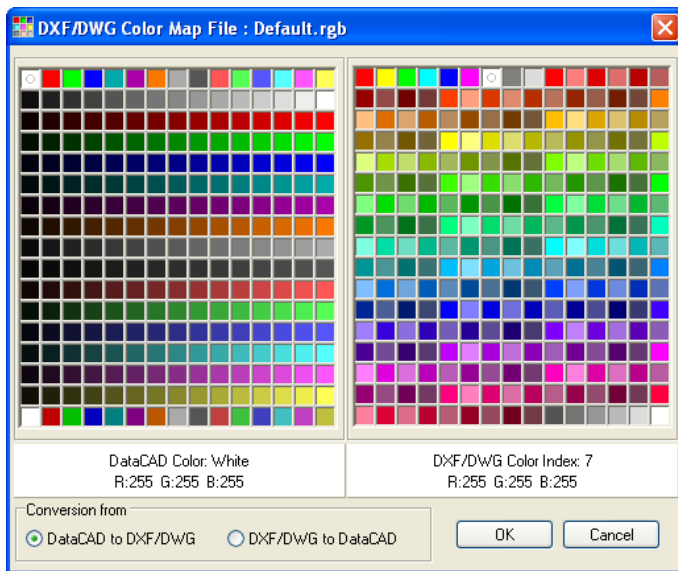 DXF/DWG Color Map File : Default.rgb
DataCAD Color: White
R:255 G:255 B:255
DXF/DWG Color Index: 7
R:255 G:255 B:255
Conversion from
DataCAD to DXF/DWG
DXF/DWG to DataCAD
OK
Cancel